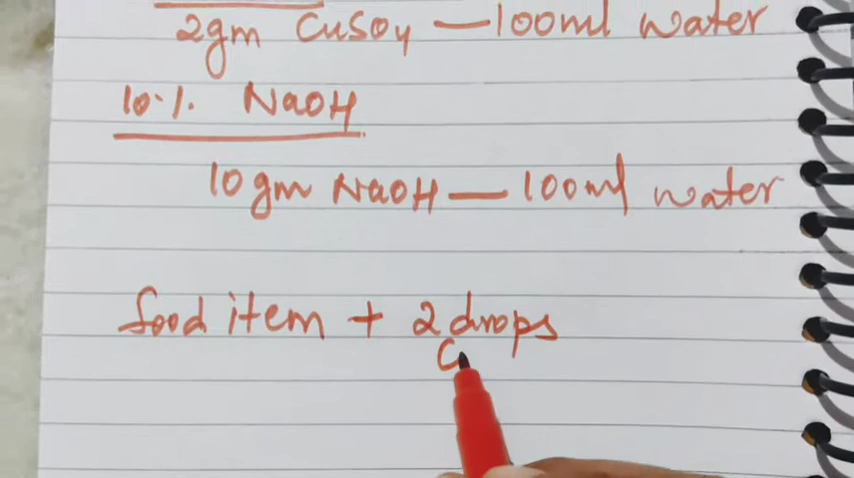 2gm CuSO4 — 100ml water
10% NaOH
10gm NaOH — 100ml water
food item + 2 drops
C